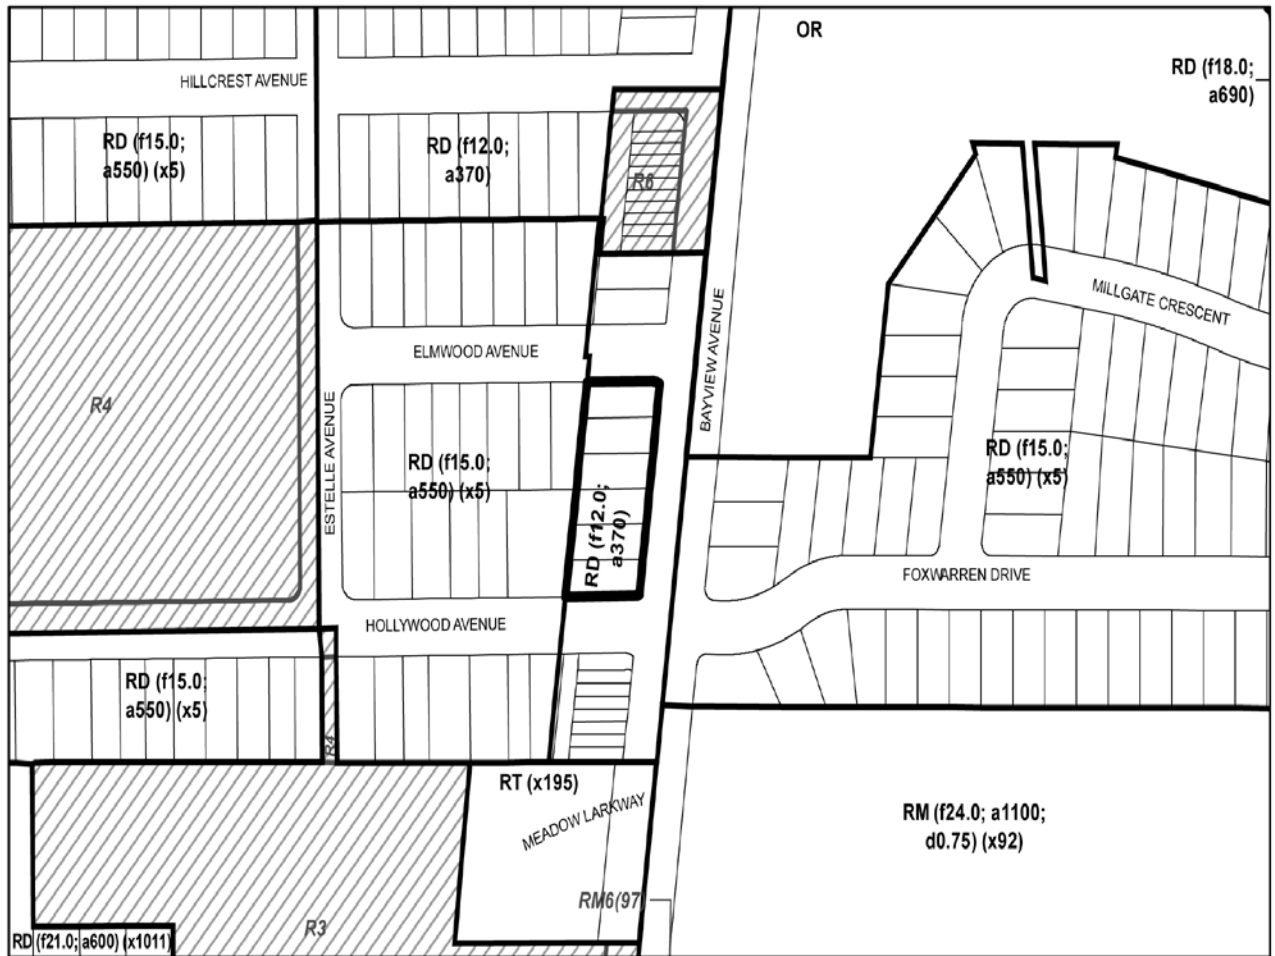 OR
RD (f18.0;
a690)
HILLCREST AVENUE
RD (f15.0;
a550) (x5)
RD (f12.0;
a370)
R6
MILLGATE CRESCENT
BAYVIEW AVENUE
ELMWOOD AVENUE
R4
ESTELLE AVENUE
RD (f15.0;
a550) (x5)
RD (f12.0;
a370)
RD (f15.0;
a550) (x5)
FOXWARREN DRIVE
HOLLYWOOD AVENUE
RD (f15.0;
a550) (x5)
R4
RT (x195)
MEADOW LARKWAY
RM (f24.0; a1100;
d0.75) (x92)
RM6(97)
R3
RD (f21.0; a600) (x1011)